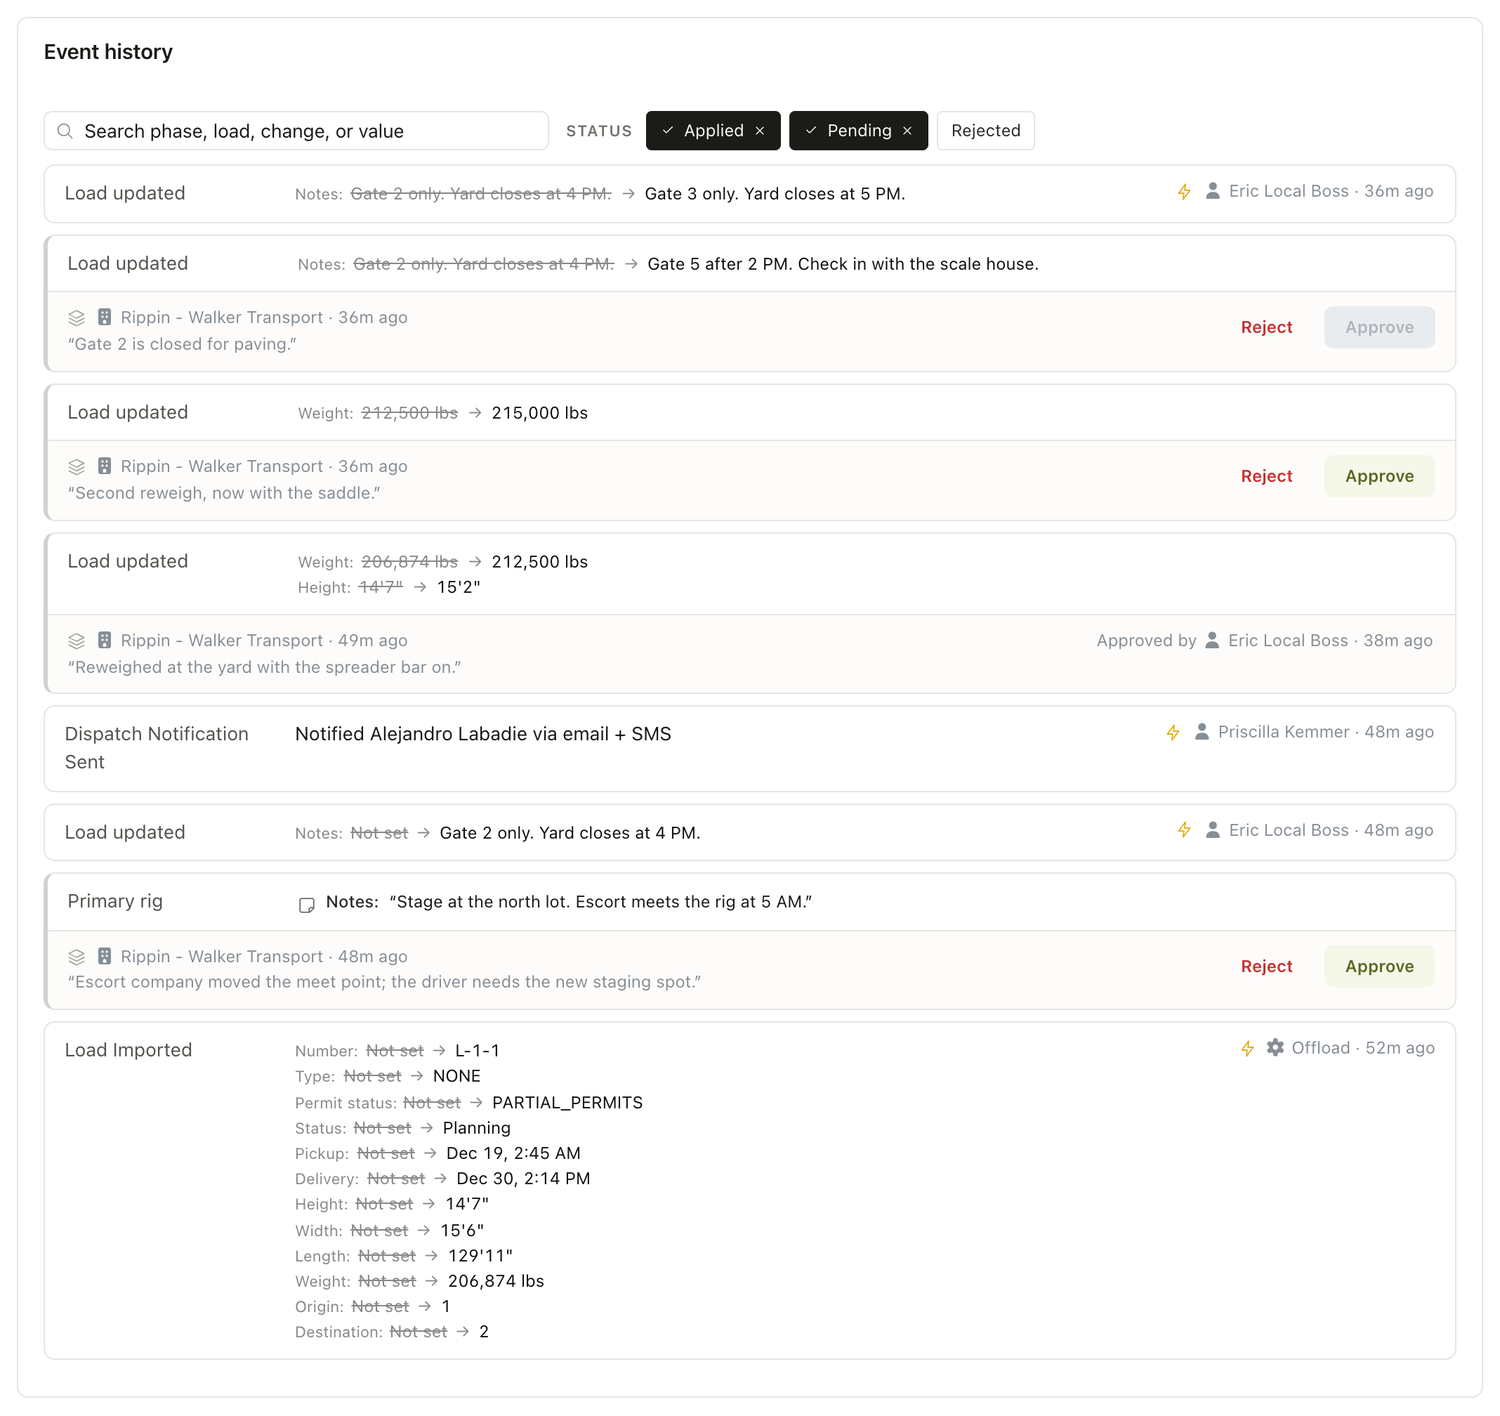 Event history
Search phase, load, change, or value
STATUS
Applied ×
Pending ×
Rejected
Load updated
Notes: Gate 2 only. Yard closes at 4 PM. → Gate 3 only. Yard closes at 5 PM.
Eric Local Boss · 36m ago
Load updated
Notes: Gate 2 only. Yard closes at 4 PM. → Gate 5 after 2 PM. Check in with the scale house.
Rippin - Walker Transport · 36m ago
“Gate 2 is closed for paving.”
Reject
Approve
Load updated
Weight: 212,500 lbs → 215,000 lbs
Rippin - Walker Transport · 36m ago
“Second reweigh, now with the saddle.”
Reject
Approve
Load updated
Weight: 206,874 lbs → 212,500 lbs
Height: 14'7" → 15'2"
Rippin - Walker Transport · 49m ago
“Reweighed at the yard with the spreader bar on.”
Approved by Eric Local Boss · 38m ago
Dispatch Notification
Sent
Notified Alejandro Labadie via email + SMS
Priscilla Kemmer · 48m ago
Load updated
Notes: Not set → Gate 2 only. Yard closes at 4 PM.
Eric Local Boss · 48m ago
Primary rig
Notes: “Stage at the north lot. Escort meets the rig at 5 AM.”
Rippin - Walker Transport · 48m ago
“Escort company moved the meet point; the driver needs the new staging spot.”
Reject
Approve
Load Imported
Offload · 52m ago
Number: Not set → L-1-1
Type: Not set → NONE
Permit status: Not set → PARTIAL_PERMITS
Status: Not set → Planning
Pickup: Not set → Dec 19, 2:45 AM
Delivery: Not set → Dec 30, 2:14 PM
Height: Not set → 14'7"
Width: Not set → 15'6"
Length: Not set → 129'11"
Weight: Not set → 206,874 lbs
Origin: Not set → 1
Destination: Not set → 2